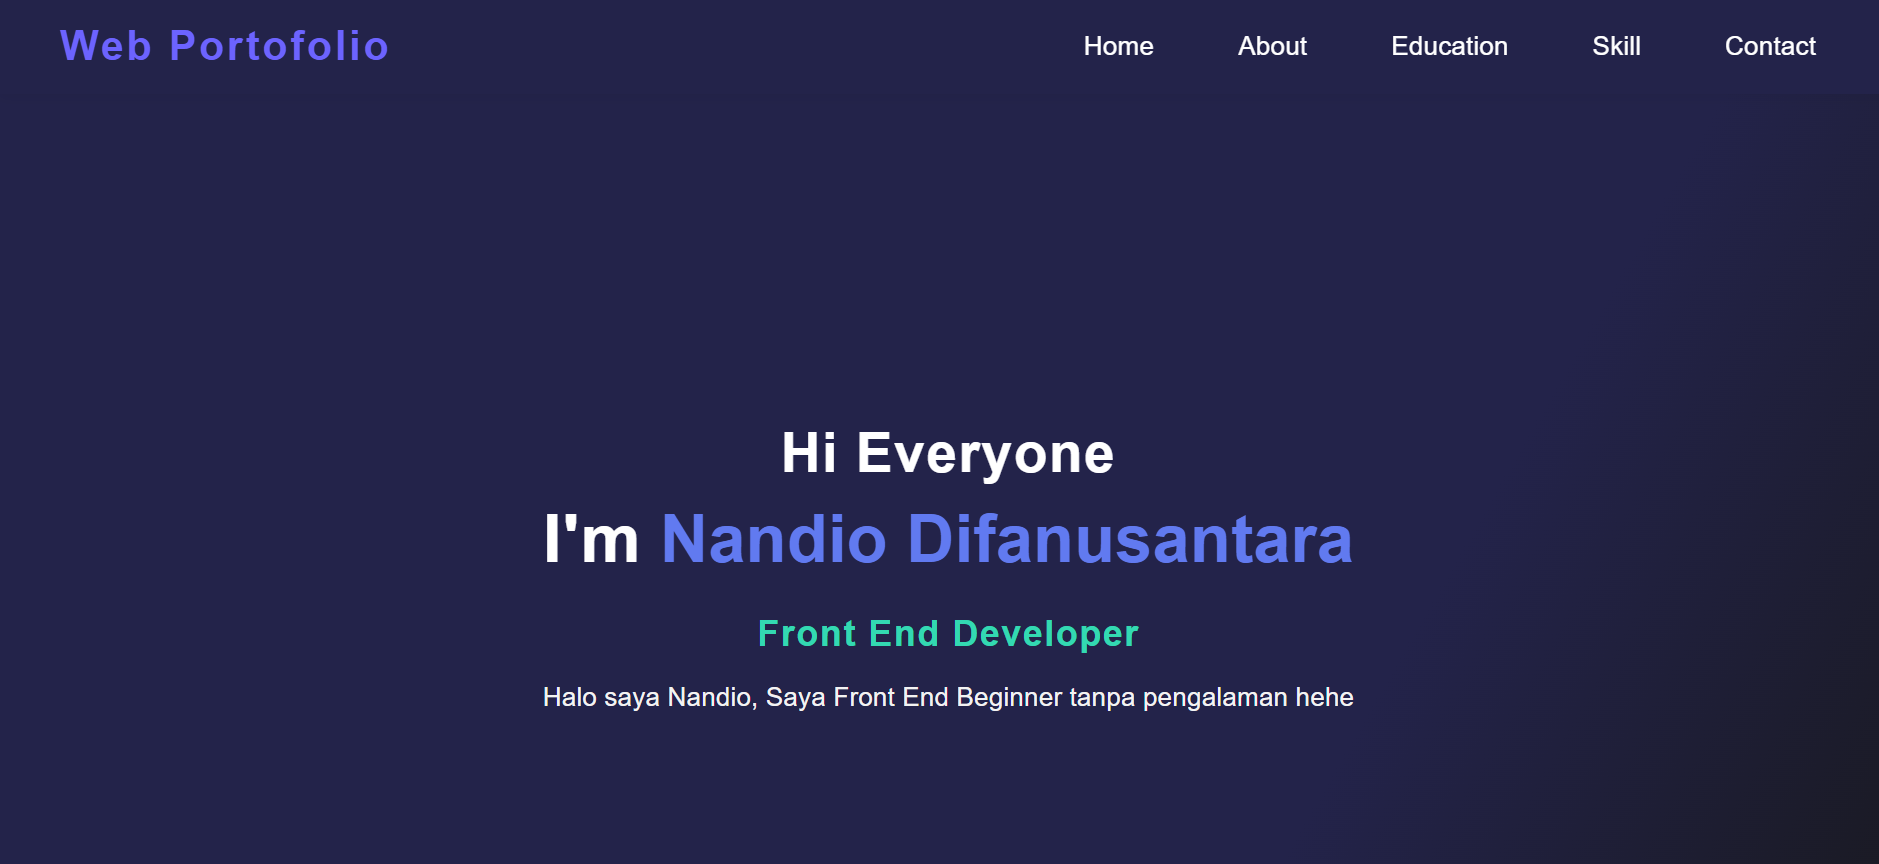 Web Portofolio
Home About Education Skill Contact
Hi Everyone
I'm Nandio Difanusantara
Front End Developer
Halo saya Nandio, Saya Front End Beginner tanpa pengalaman hehe